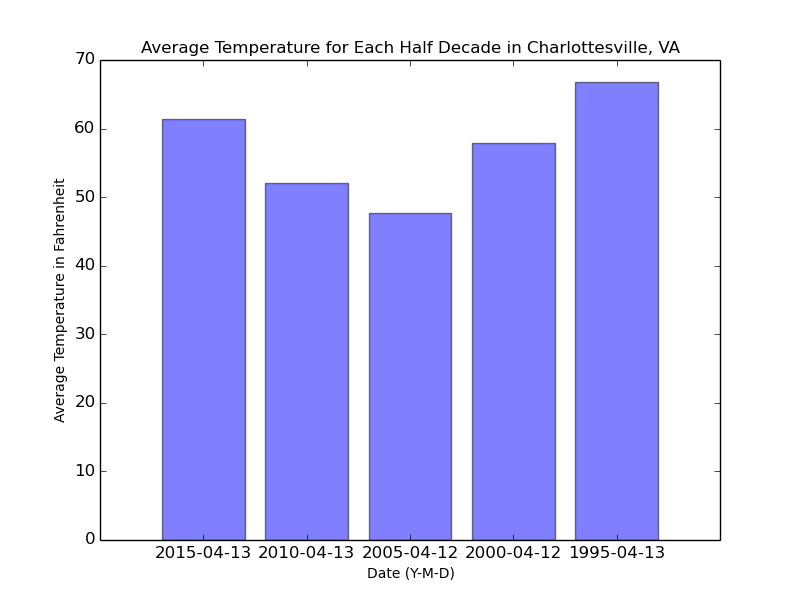 Average Temperature for Each Half Decade in Charlottesville, VA
Average Temperature in Fahrenheit
70
60
50
40
30
20
10
0
2015-04-13 2010-04-13 2005-04-12 2000-04-12 1995-04-13
Date (Y-M-D)